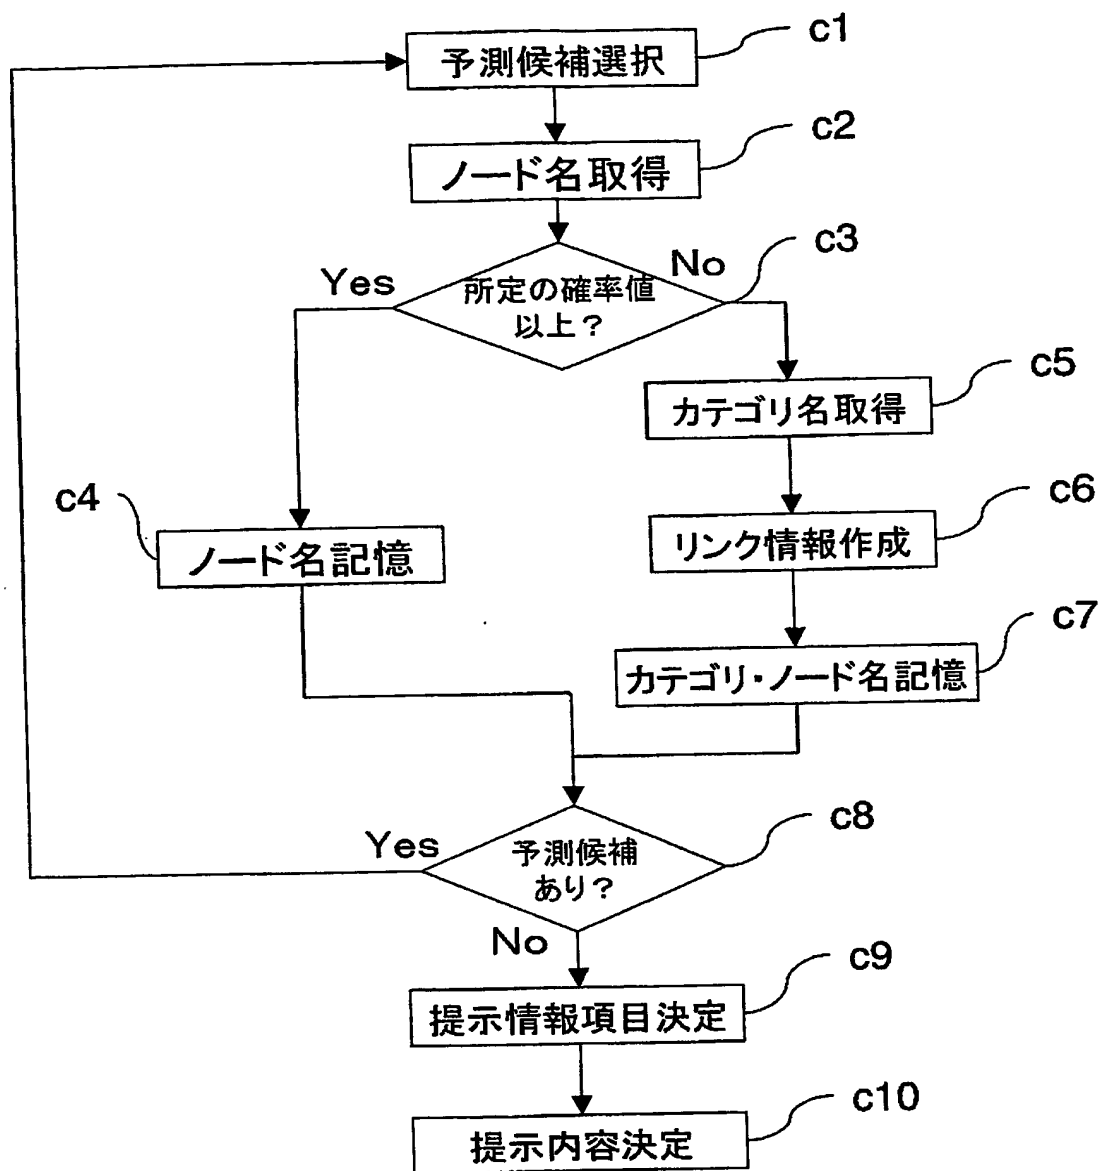 c1
予測候補選択
c2
ノード名取得
c3
Yes
No
所定の確率値
以上?
c5
カテゴリ名取得
c4
ノード名記憶
c6
リンク情報作成
c7
カテゴリ・ノード名記憶
c8
Yes
予測候補
あり?
No
c9
提示情報項目決定
c10
提示内容決定